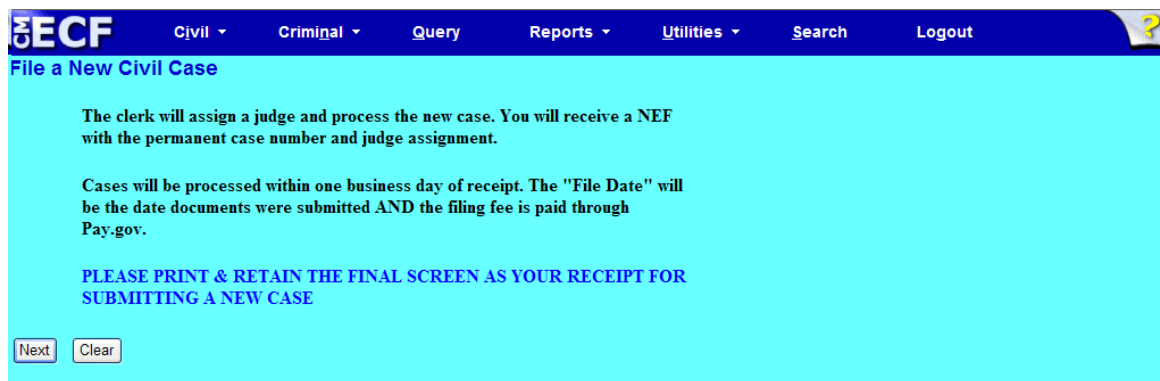 CM ECF Civil Criminal Query Reports Utilities Search Logout ?
File a New Civil Case
The clerk will assign a judge and process the new case. You will receive a NEF
with the permanent case number and judge assignment.
Cases will be processed within one business day of receipt. The "File Date" will
be the date documents were submitted AND the filing fee is paid through
Pay.gov.
PLEASE PRINT & RETAIN THE FINAL SCREEN AS YOUR RECEIPT FOR
SUBMITTING A NEW CASE
Next Clear